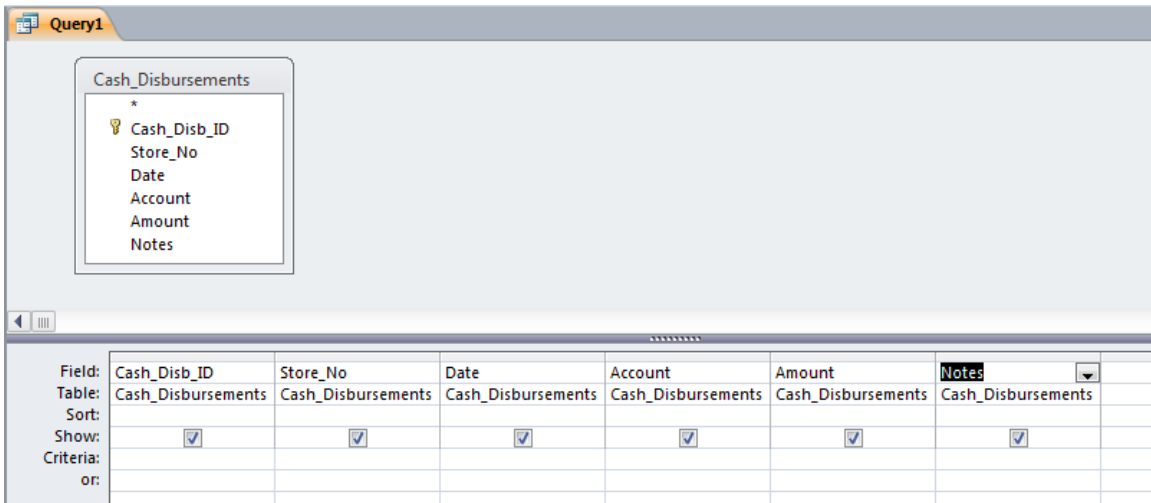 Query1
Cash_Disbursements
*
Cash_Disb_ID
Store_No
Date
Account
Amount
Notes
Field: Cash_Disb_ID Store_No Date Account Amount Notes
Table: Cash_Disbursements Cash_Disbursements Cash_Disbursements Cash_Disbursements Cash_Disbursements Cash_Disbursements
Sort:
Show:
Criteria:
or: